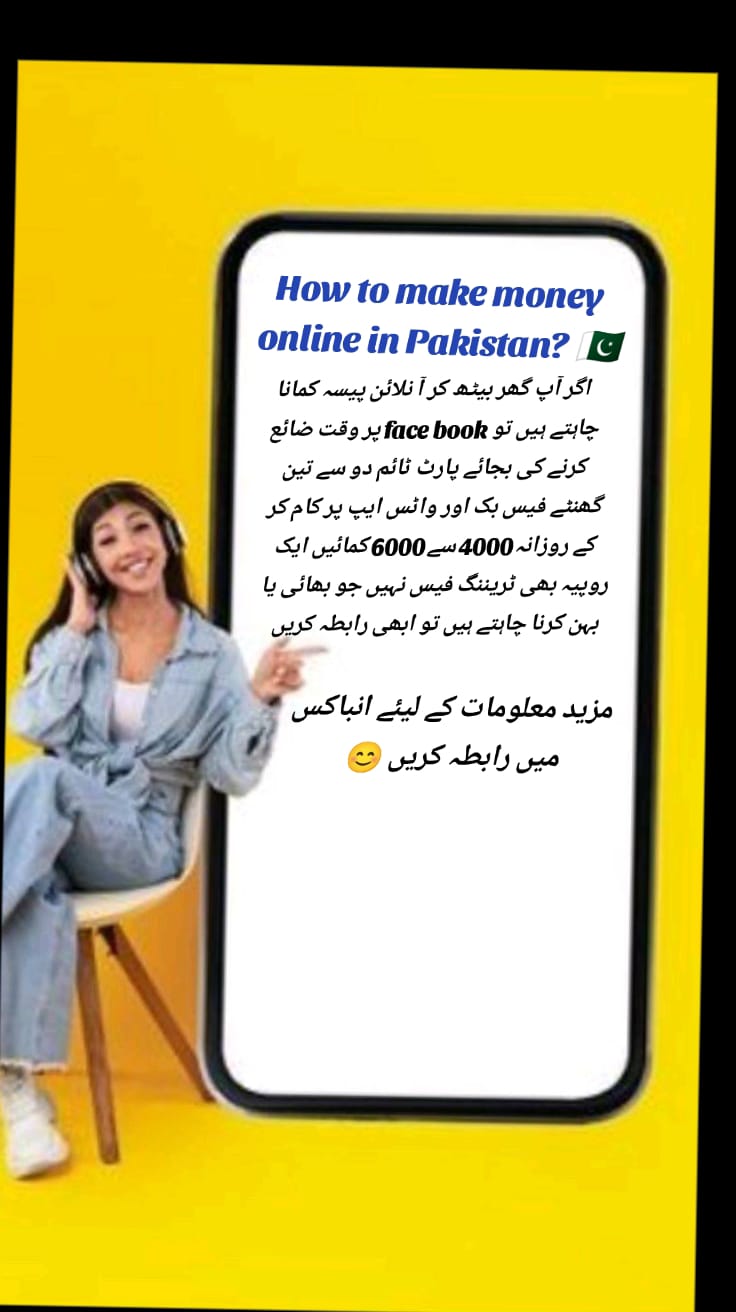 How to make money
online in Pakistan? 🇵🇰
اگر آپ گھر بیٹھ کر آ نلائن پیسہ کمانا
چاہتے ہیں تو face book پر وقت ضائع
کرنے کی بجائے پارٹ ٹائم دو سے تین
گھنٹے فیس بک اور واٹس ایپ پر کام کر
کے روزانہ 4000 سے 6000 کمائیں ایک
روپیہ بھی ٹریننگ فیس نہیں جو بھائی یا
بہن کرنا چاہتے ہیں تو ابھی رابطہ کریں
مزید معلومات کے لیئے انباکس
میں رابطہ کریں 😊